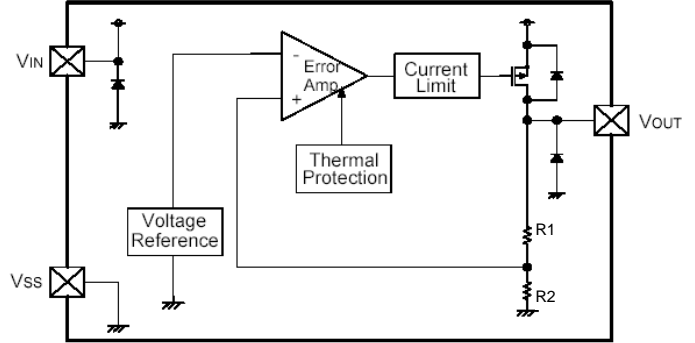 VIN
-
Error
Amp.
+
Current
Limit
VOUT
Thermal
Protection
Voltage
Reference
R1
VSS
R2